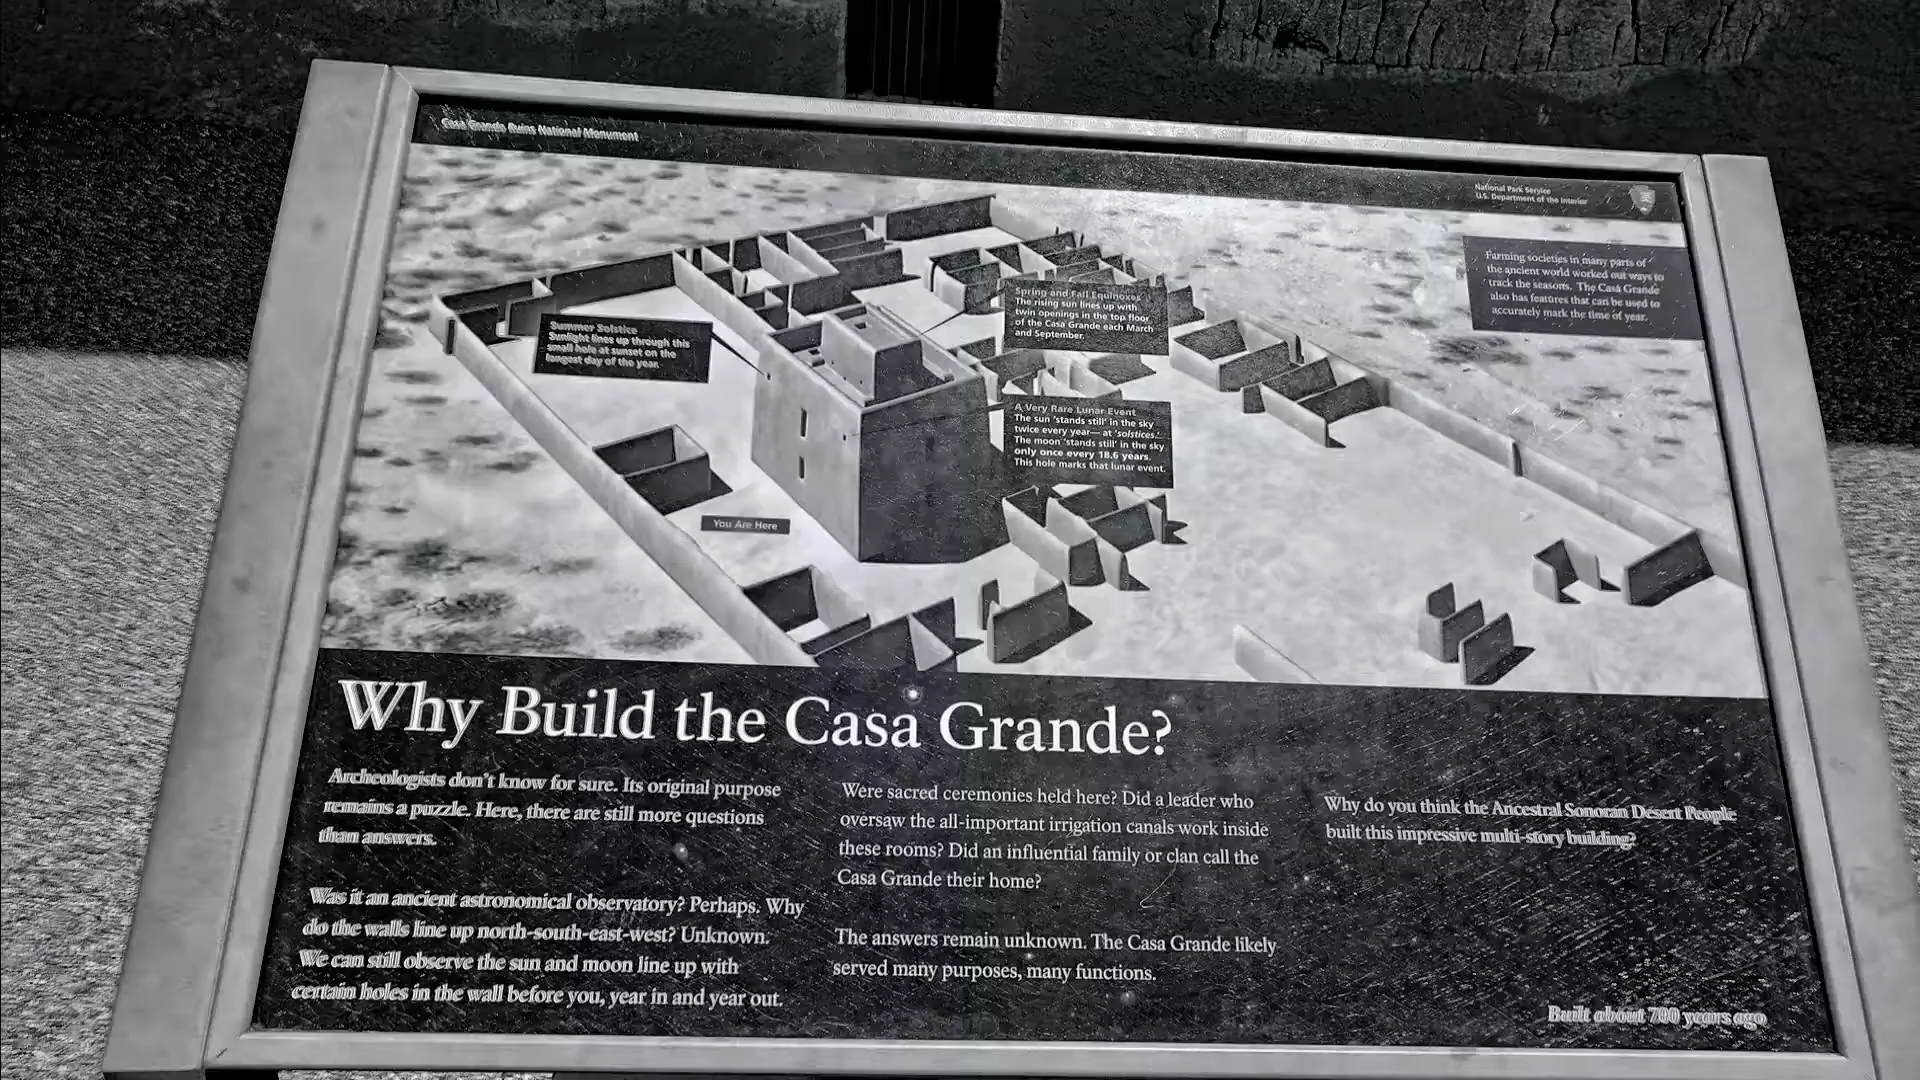 Casa Grande Ruins National Monument
National Park Service
U.S. Department of the Interior
Farming societies in many parts of
the ancient world worked out ways to
track the seasons. The Casa Grande
also has features that can be used to
accurately mark the time of year.
Spring and Fall Equinoxes
The rising sun lines up with
twin openings in the top floor
of the Casa Grande each March
and September.
Summer Solstice
Sunlight lines up through this
small hole at sunset on the
longest day of the year.
A Very Rare Lunar Event
The sun 'stands still' in the sky
twice every year— at 'solstices.'
The moon 'stands still' in the sky
only once every 18.6 years.
This hole marks that lunar event.
You Are Here
Why Build the Casa Grande?
Archeologists don't know for sure. Its original purpose
remains a puzzle. Here, there are still more questions
than answers.
Was it an ancient astronomical observatory? Perhaps. Why
do the walls line up north-south-east-west? Unknown.
We can still observe the sun and moon line up with
certain holes in the wall before you, year in and year out.
Were sacred ceremonies held here? Did a leader who
oversaw the all-important irrigation canals work inside
these rooms? Did an influential family or clan call the
Casa Grande their home?
The answers remain unknown. The Casa Grande likely
served many purposes, many functions.
Why do you think the Ancestral Sonoran Desert People
built this impressive multi-story building?
Built about 700 years ago